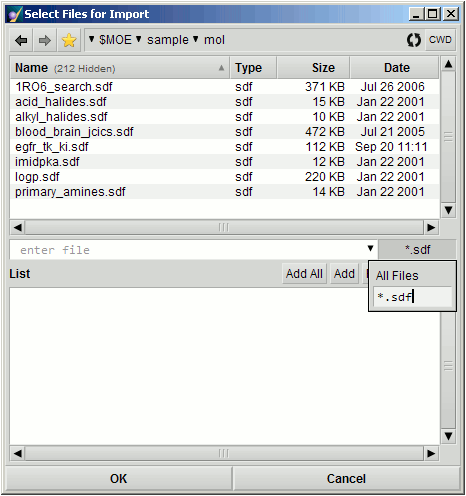 Select Files for Import
$MOE sample mol CWD
Name (212 Hidden) Type Size Date
1RO6_search.sdf sdf 371 KB Jul 26 2006
acid_halides.sdf sdf 15 KB Jan 22 2001
alkyl_halides.sdf sdf 10 KB Jan 22 2001
blood_brain_jcics.sdf sdf 472 KB Jul 21 2005
egfr_tk_ki.sdf sdf 112 KB Sep 20 11:11
imidpka.sdf sdf 12 KB Jan 22 2001
logp.sdf sdf 220 KB Jan 22 2001
primary_amines.sdf sdf 14 KB Jan 22 2001
enter file *.sdf
List Add All Add
All Files
*.sdf
OK Cancel